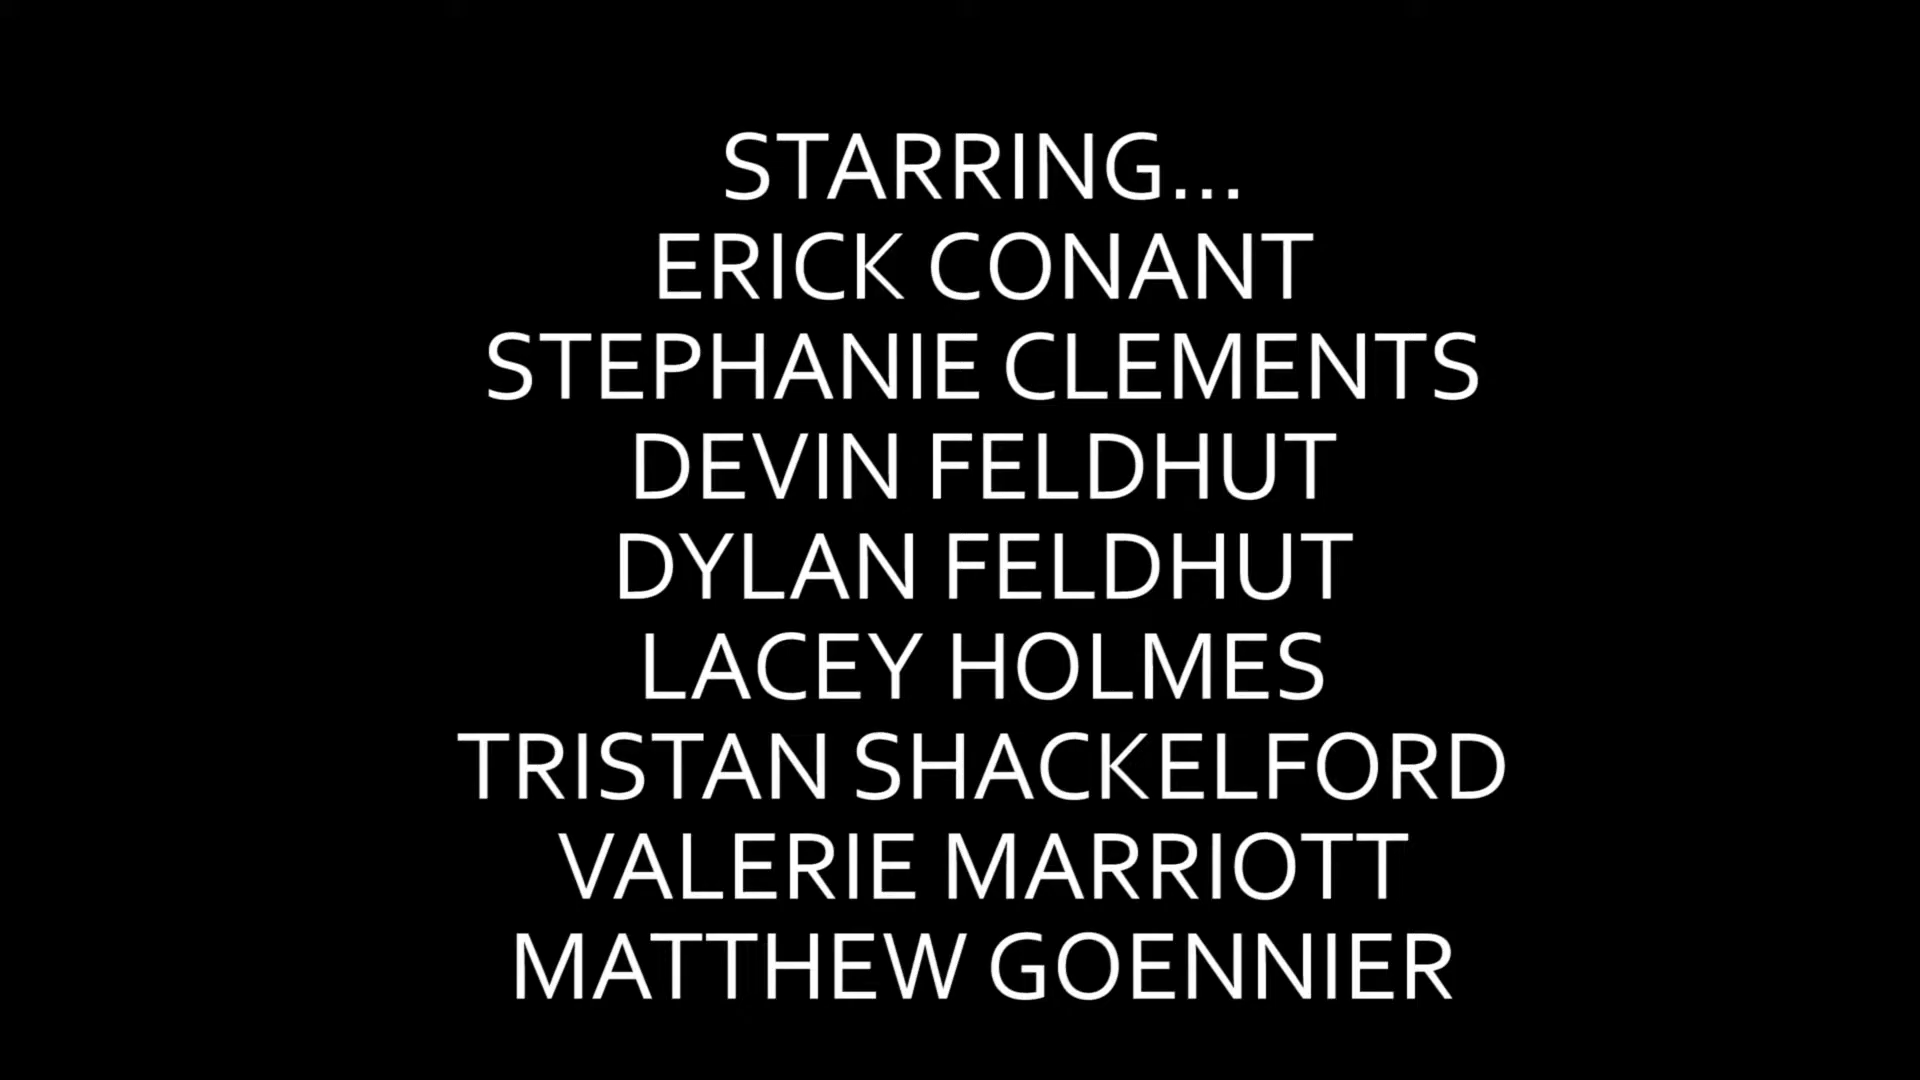 STARRING...
ERICK CONANT
STEPHANIE CLEMENTS
DEVIN FELDHUT
DYLAN FELDHUT
LACEY HOLMES
TRISTAN SHACKELFORD
VALERIE MARRIOTT
MATTHEW GOENNIER